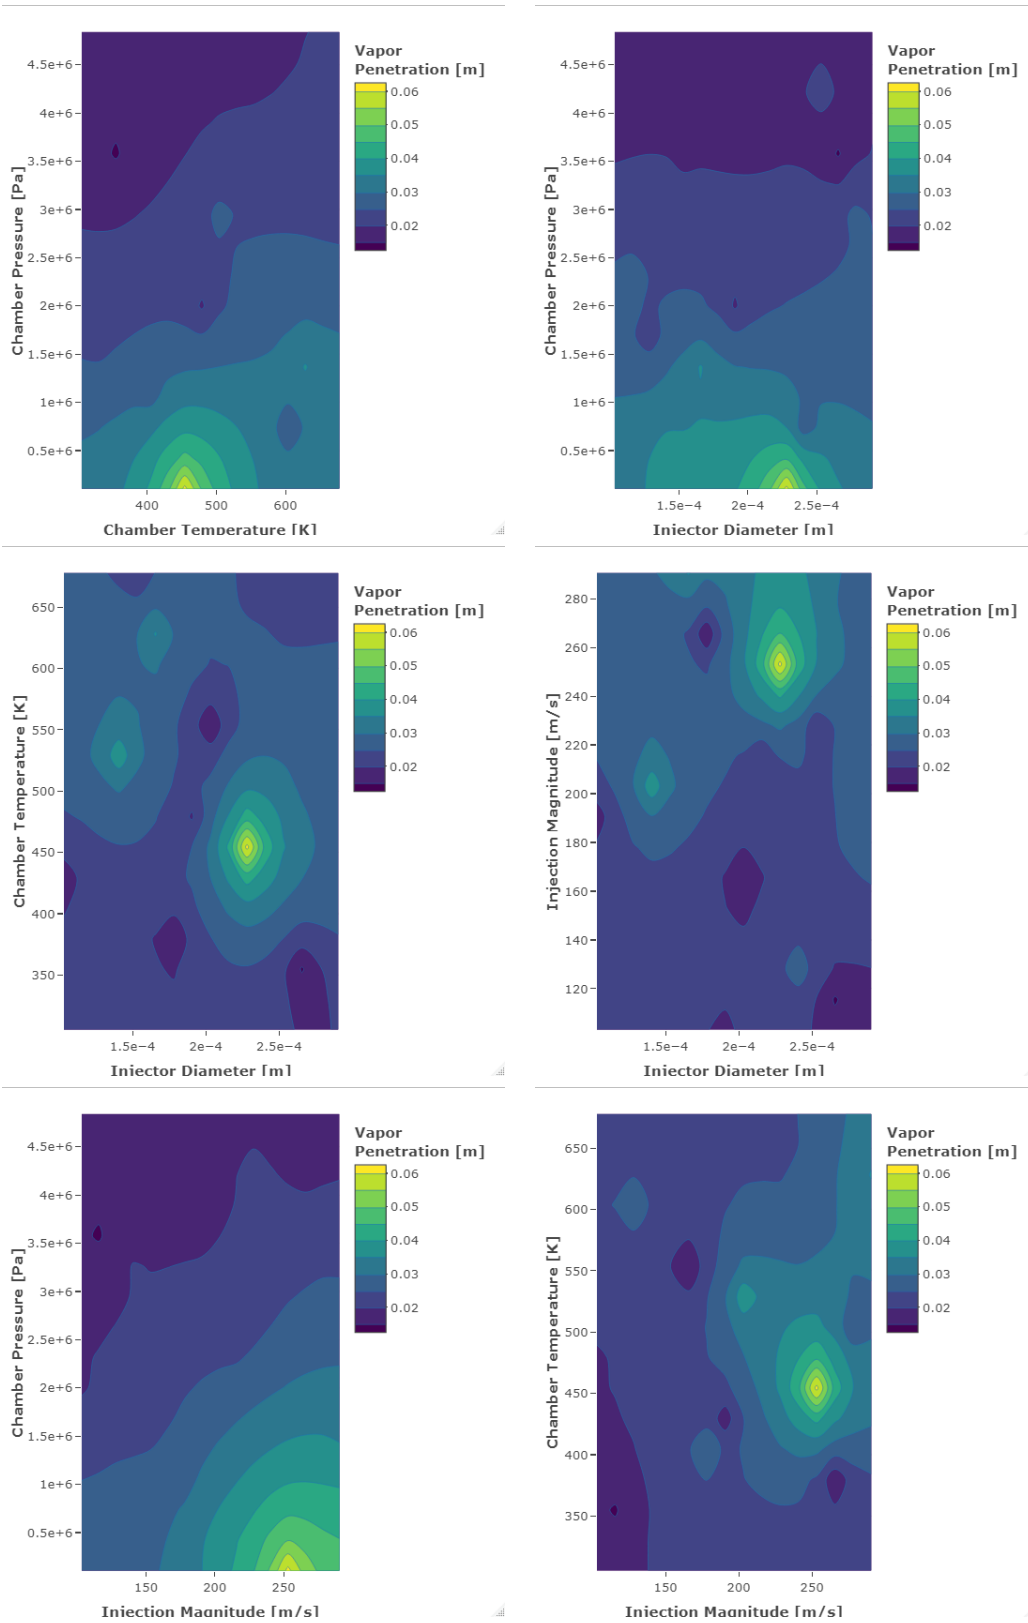 Vapor
Penetration [m]
4.5e+6
4e+6
3.5e+6
3e+6
2.5e+6
2e+6
1.5e+6
1e+6
0.5e+6
Chamber Pressure [Pa]
400
500
600
Chamber Temperature [K]
0.06
0.05
0.04
0.03
0.02
Vapor
Penetration [m]
4.5e+6
4e+6
3.5e+6
3e+6
2.5e+6
2e+6
1.5e+6
1e+6
0.5e+6
Chamber Pressure [Pa]
1.5e−4
2e−4
2.5e−4
Injector Diameter [m]
0.06
0.05
0.04
0.03
0.02
Vapor
Penetration [m]
650
600
550
500
450
400
350
Chamber Temperature [K]
1.5e−4
2e−4
2.5e−4
Injector Diameter [m]
0.06
0.05
0.04
0.03
0.02
Vapor
Penetration [m]
280
260
240
220
200
180
160
140
120
Injection Magnitude [m/s]
1.5e−4
2e−4
2.5e−4
Injector Diameter [m]
0.06
0.05
0.04
0.03
0.02
Vapor
Penetration [m]
4.5e+6
4e+6
3.5e+6
3e+6
2.5e+6
2e+6
1.5e+6
1e+6
0.5e+6
Chamber Pressure [Pa]
150
200
250
Injection Magnitude [m/s]
0.06
0.05
0.04
0.03
0.02
Vapor
Penetration [m]
650
600
550
500
450
400
350
Chamber Temperature [K]
150
200
250
Injection Magnitude [m/s]
0.06
0.05
0.04
0.03
0.02